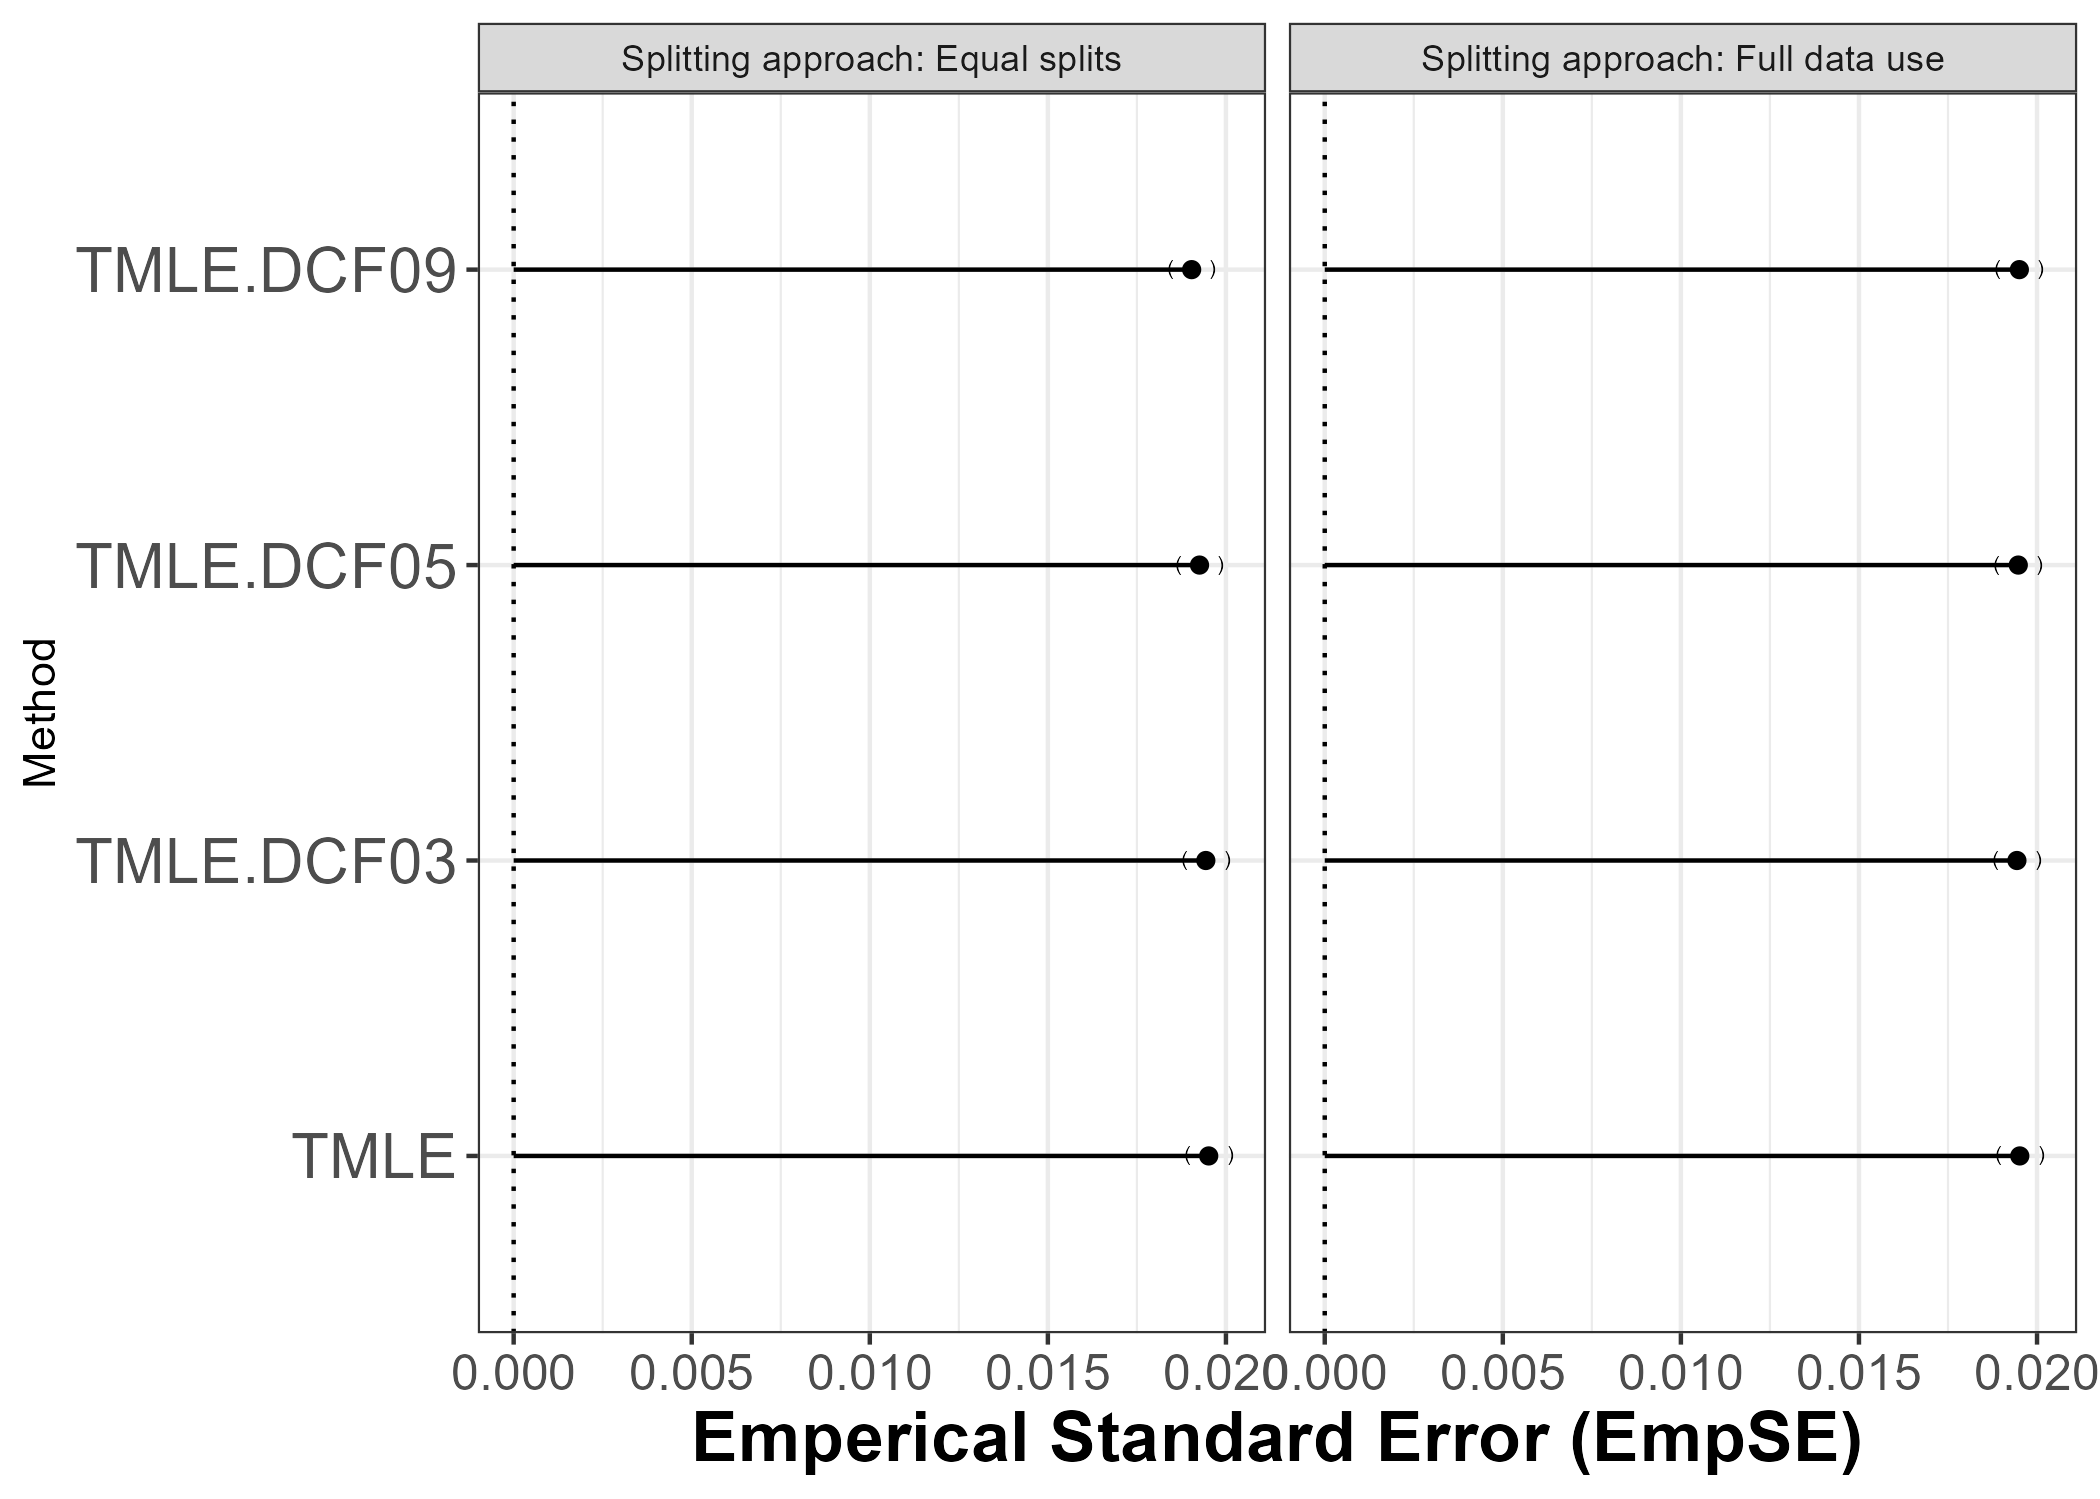 Splitting approach: Equal splits
Splitting approach: Full data use
Method
TMLE.DCF09
TMLE.DCF05
TMLE.DCF03
TMLE
0.000 0.005 0.010 0.015 0.020
0.000 0.005 0.010 0.015 0.020
Emperical Standard Error (EmpSE)